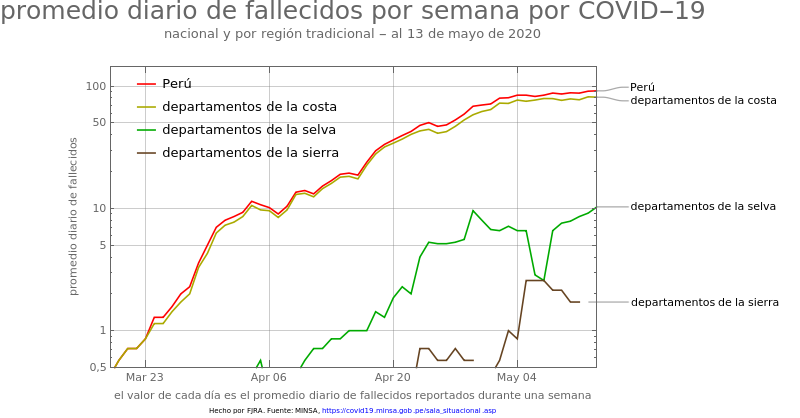 promedio diario de fallecidos por semana por COVID−19
nacional y por región tradicional − al 13 de mayo de 2020
promedio diario de fallecidos
100
50
10
5
1
0,5
Perú
departamentos de la costa
departamentos de la selva
departamentos de la sierra
Perú
departamentos de la costa
departamentos de la selva
departamentos de la sierra
Mar 23
Apr 06
Apr 20
May 04
el valor de cada día es el promedio diario de fallecidos reportados durante una semana
Hecho por FJRA. Fuente: MINSA, https://covid19.minsa.gob.pe/sala_situacional .asp